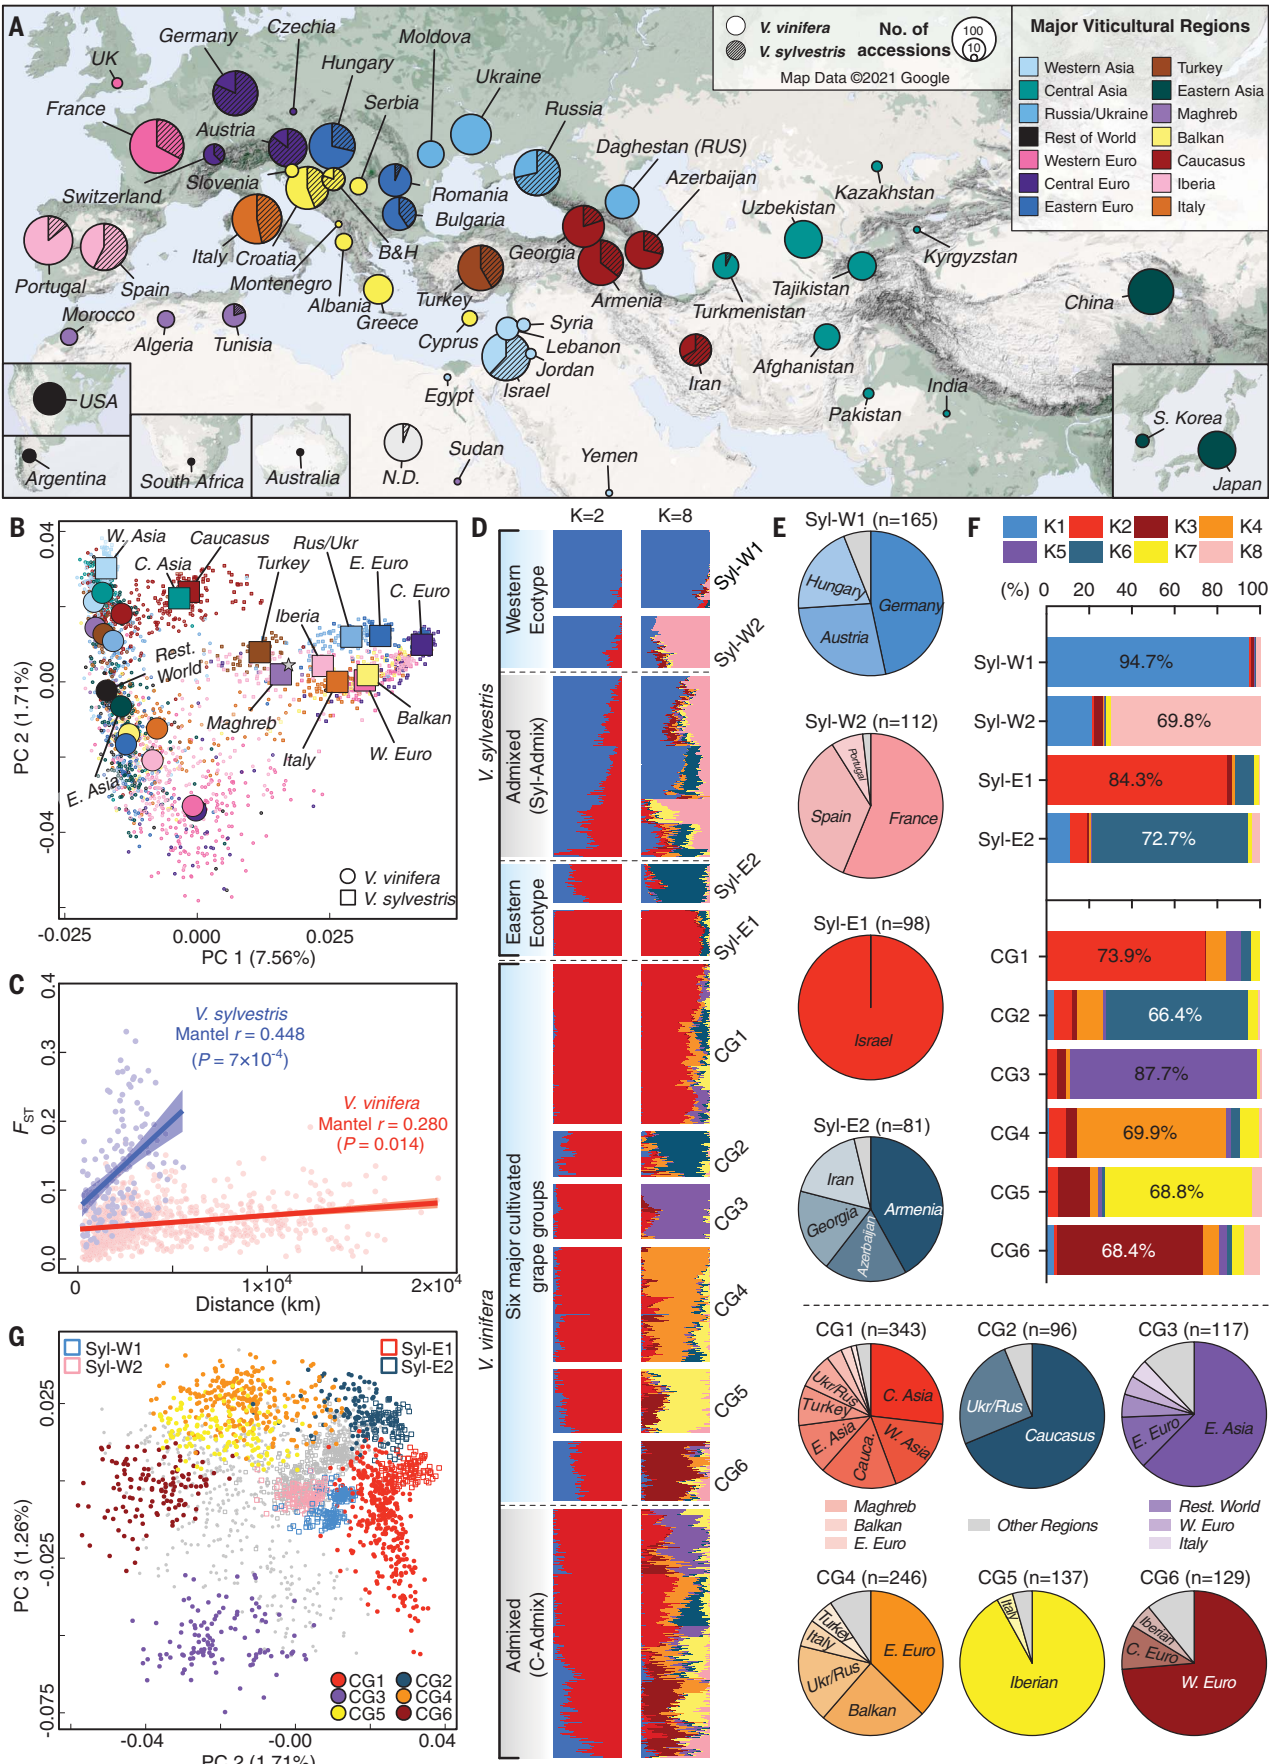 A
V. vinifera
V. sylvestris
No. of
accessions
100
10
Map Data ©2021 Google
Major Viticultural Regions
Western Asia
Turkey
Central Asia
Eastern Asia
Russia/Ukraine
Maghreb
Rest of World
Balkan
Western Euro
Caucasus
Central Euro
Iberia
Eastern Euro
Italy
UK
Germany
Czechia
Moldova
Hungary
Ukraine
France
Serbia
Russia
Austria
Daghestan (RUS)
Azerbaijan
Switzerland
Slovenia
Romania
Bulgaria
Kazakhstan
Uzbekistan
Italy
Croatia
B&H
Georgia
Kyrgyzstan
Portugal
Spain
Montenegro
Albania
Greece
Turkey
Armenia
Turkmenistan
Tajikistan
China
Morocco
Algeria
Tunisia
Cyprus
Syria
Lebanon
Jordan
Israel
Iran
Afghanistan
Egypt
Pakistan
India
USA
Argentina
South Africa
Australia
N.D.
Sudan
Yemen
S. Korea
Japan
B
0.04
0.00
-0.04
PC 2 (1.71%)
-0.025
0.000
0.025
PC 1 (7.56%)
W. Asia
C. Asia
Caucasus
Turkey
Rus/Ukr
E. Euro
C. Euro
Iberia
Rest.
World
Maghreb
Italy
Balkan
W. Euro
E. Asia
V. vinifera
V. sylvestris
C
0.4
0.3
0.2
0.1
0.0
FST
V. sylvestris
Mantel r = 0.448
(P = 7×10-4)
V. vinifera
Mantel r = 0.280
(P = 0.014)
0
1×10⁴
2×10⁴
Distance (km)
D
K=2
K=8
Western
Ecotype
Admixed
(Syl-Admix)
Eastern
Ecotype
V. sylvestris
Six major cultivated
grape groups
Admixed
(C-Admix)
V. vinifera
Syl-W1
Syl-W2
Syl-E2
Syl-E1
CG1
CG2
CG3
CG4
CG5
CG6
E
Syl-W1 (n=165)
Hungary
Germany
Austria
Syl-W2 (n=112)
Portugal
Spain
France
Syl-E1 (n=98)
Israel
Syl-E2 (n=81)
Iran
Armenia
Georgia
Azerbaijan
F
K1
K2
K3
K4
K5
K6
K7
K8
(%)
0
20
40
60
80
100
Syl-W1
94.7%
Syl-W2
69.8%
Syl-E1
84.3%
Syl-E2
72.7%
CG1
73.9%
CG2
66.4%
CG3
87.7%
CG4
69.9%
CG5
68.8%
CG6
68.4%
CG1 (n=343)
Ukr/Rus
C. Asia
Turkey
E. Asia
W. Asia
Cauca.
Maghreb
Balkan
E. Euro
CG2 (n=96)
Ukr/Rus
Caucasus
Other Regions
CG3 (n=117)
E. Asia
E. Euro
Rest. World
W. Euro
Italy
CG4 (n=246)
Turkey
Italy
E. Euro
Ukr/Rus
Balkan
CG5 (n=137)
Italy
Iberian
CG6 (n=129)
Iberian
C. Euro
W. Euro
G
Syl-W1
Syl-W2
Syl-E1
Syl-E2
0.025
-0.025
-0.075
PC 3 (1.26%)
CG1
CG2
CG3
CG4
CG5
CG6
-0.04
-0.00
0.04
PC 2 (1.71%)